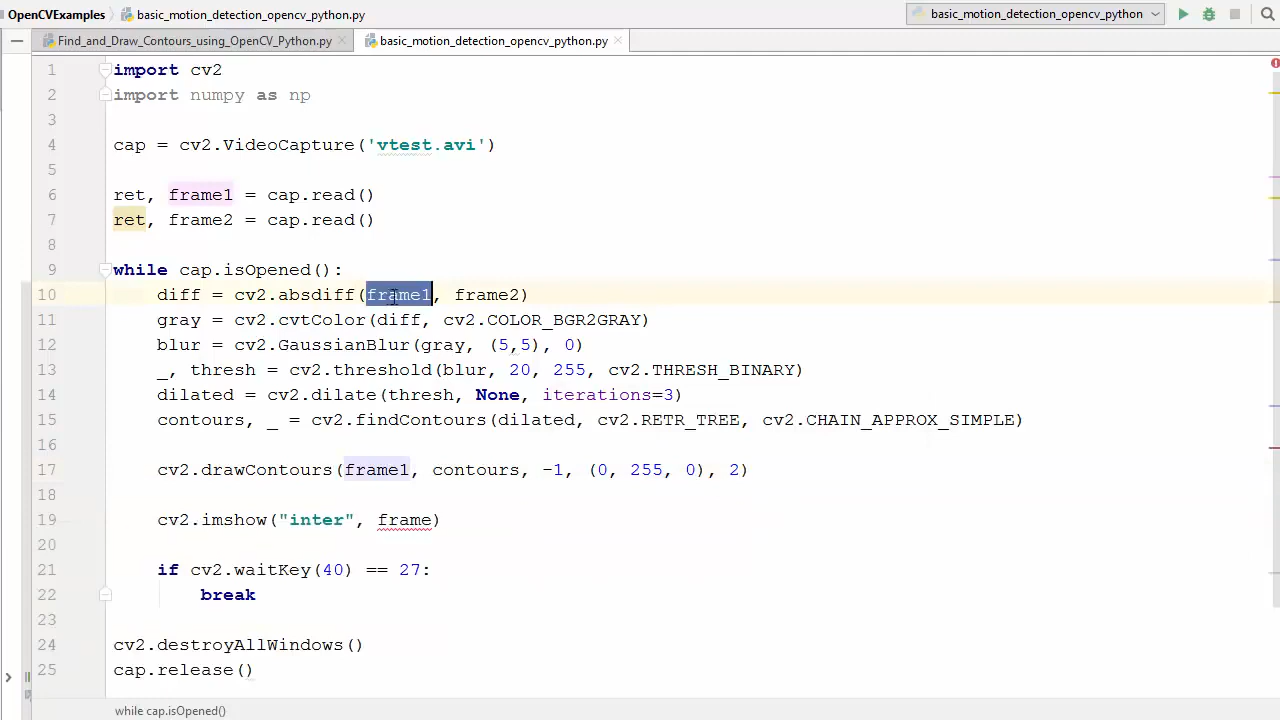 OpenCVExamples basic_motion_detection_opencv_python.py basic_motion_detection_opencv_python
Find_and_Draw_Contours_using_OpenCV_Python.py basic_motion_detection_opencv_python.py
1 import cv2
2 import numpy as np
3
4 cap = cv2.VideoCapture('vtest.avi')
5
6 ret, frame1 = cap.read()
7 ret, frame2 = cap.read()
8
9 while cap.isOpened():
10 diff = cv2.absdiff(frame1, frame2)
11 gray = cv2.cvtColor(diff, cv2.COLOR_BGR2GRAY)
12 blur = cv2.GaussianBlur(gray, (5,5), 0)
13 _, thresh = cv2.threshold(blur, 20, 255, cv2.THRESH_BINARY)
14 dilated = cv2.dilate(thresh, None, iterations=3)
15 contours, _ = cv2.findContours(dilated, cv2.RETR_TREE, cv2.CHAIN_APPROX_SIMPLE)
16
17 cv2.drawContours(frame1, contours, -1, (0, 255, 0), 2)
18
19 cv2.imshow("inter", frame)
20
21 if cv2.waitKey(40) == 27:
22 break
23
24 cv2.destroyAllWindows()
25 cap.release()
while cap.isOpened()